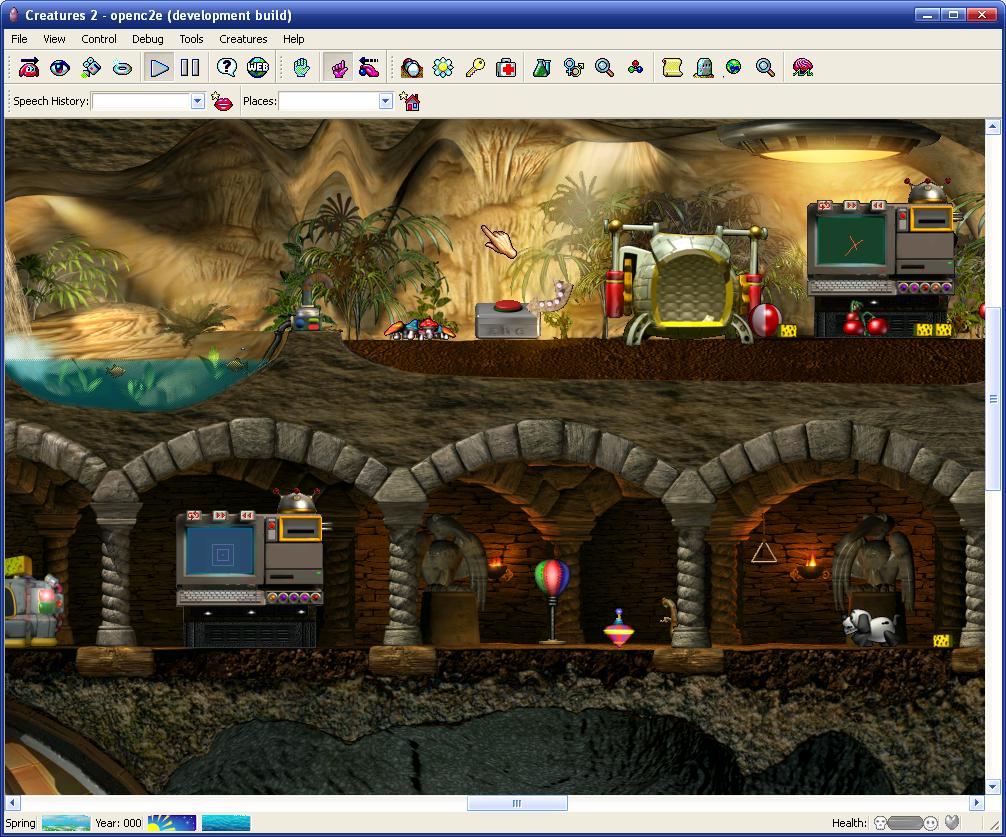 Creatures 2 - openc2e (development build)
File View Control Debug Tools Creatures Help
WEB
Speech History: Places:
Spring Year: 000 Health: